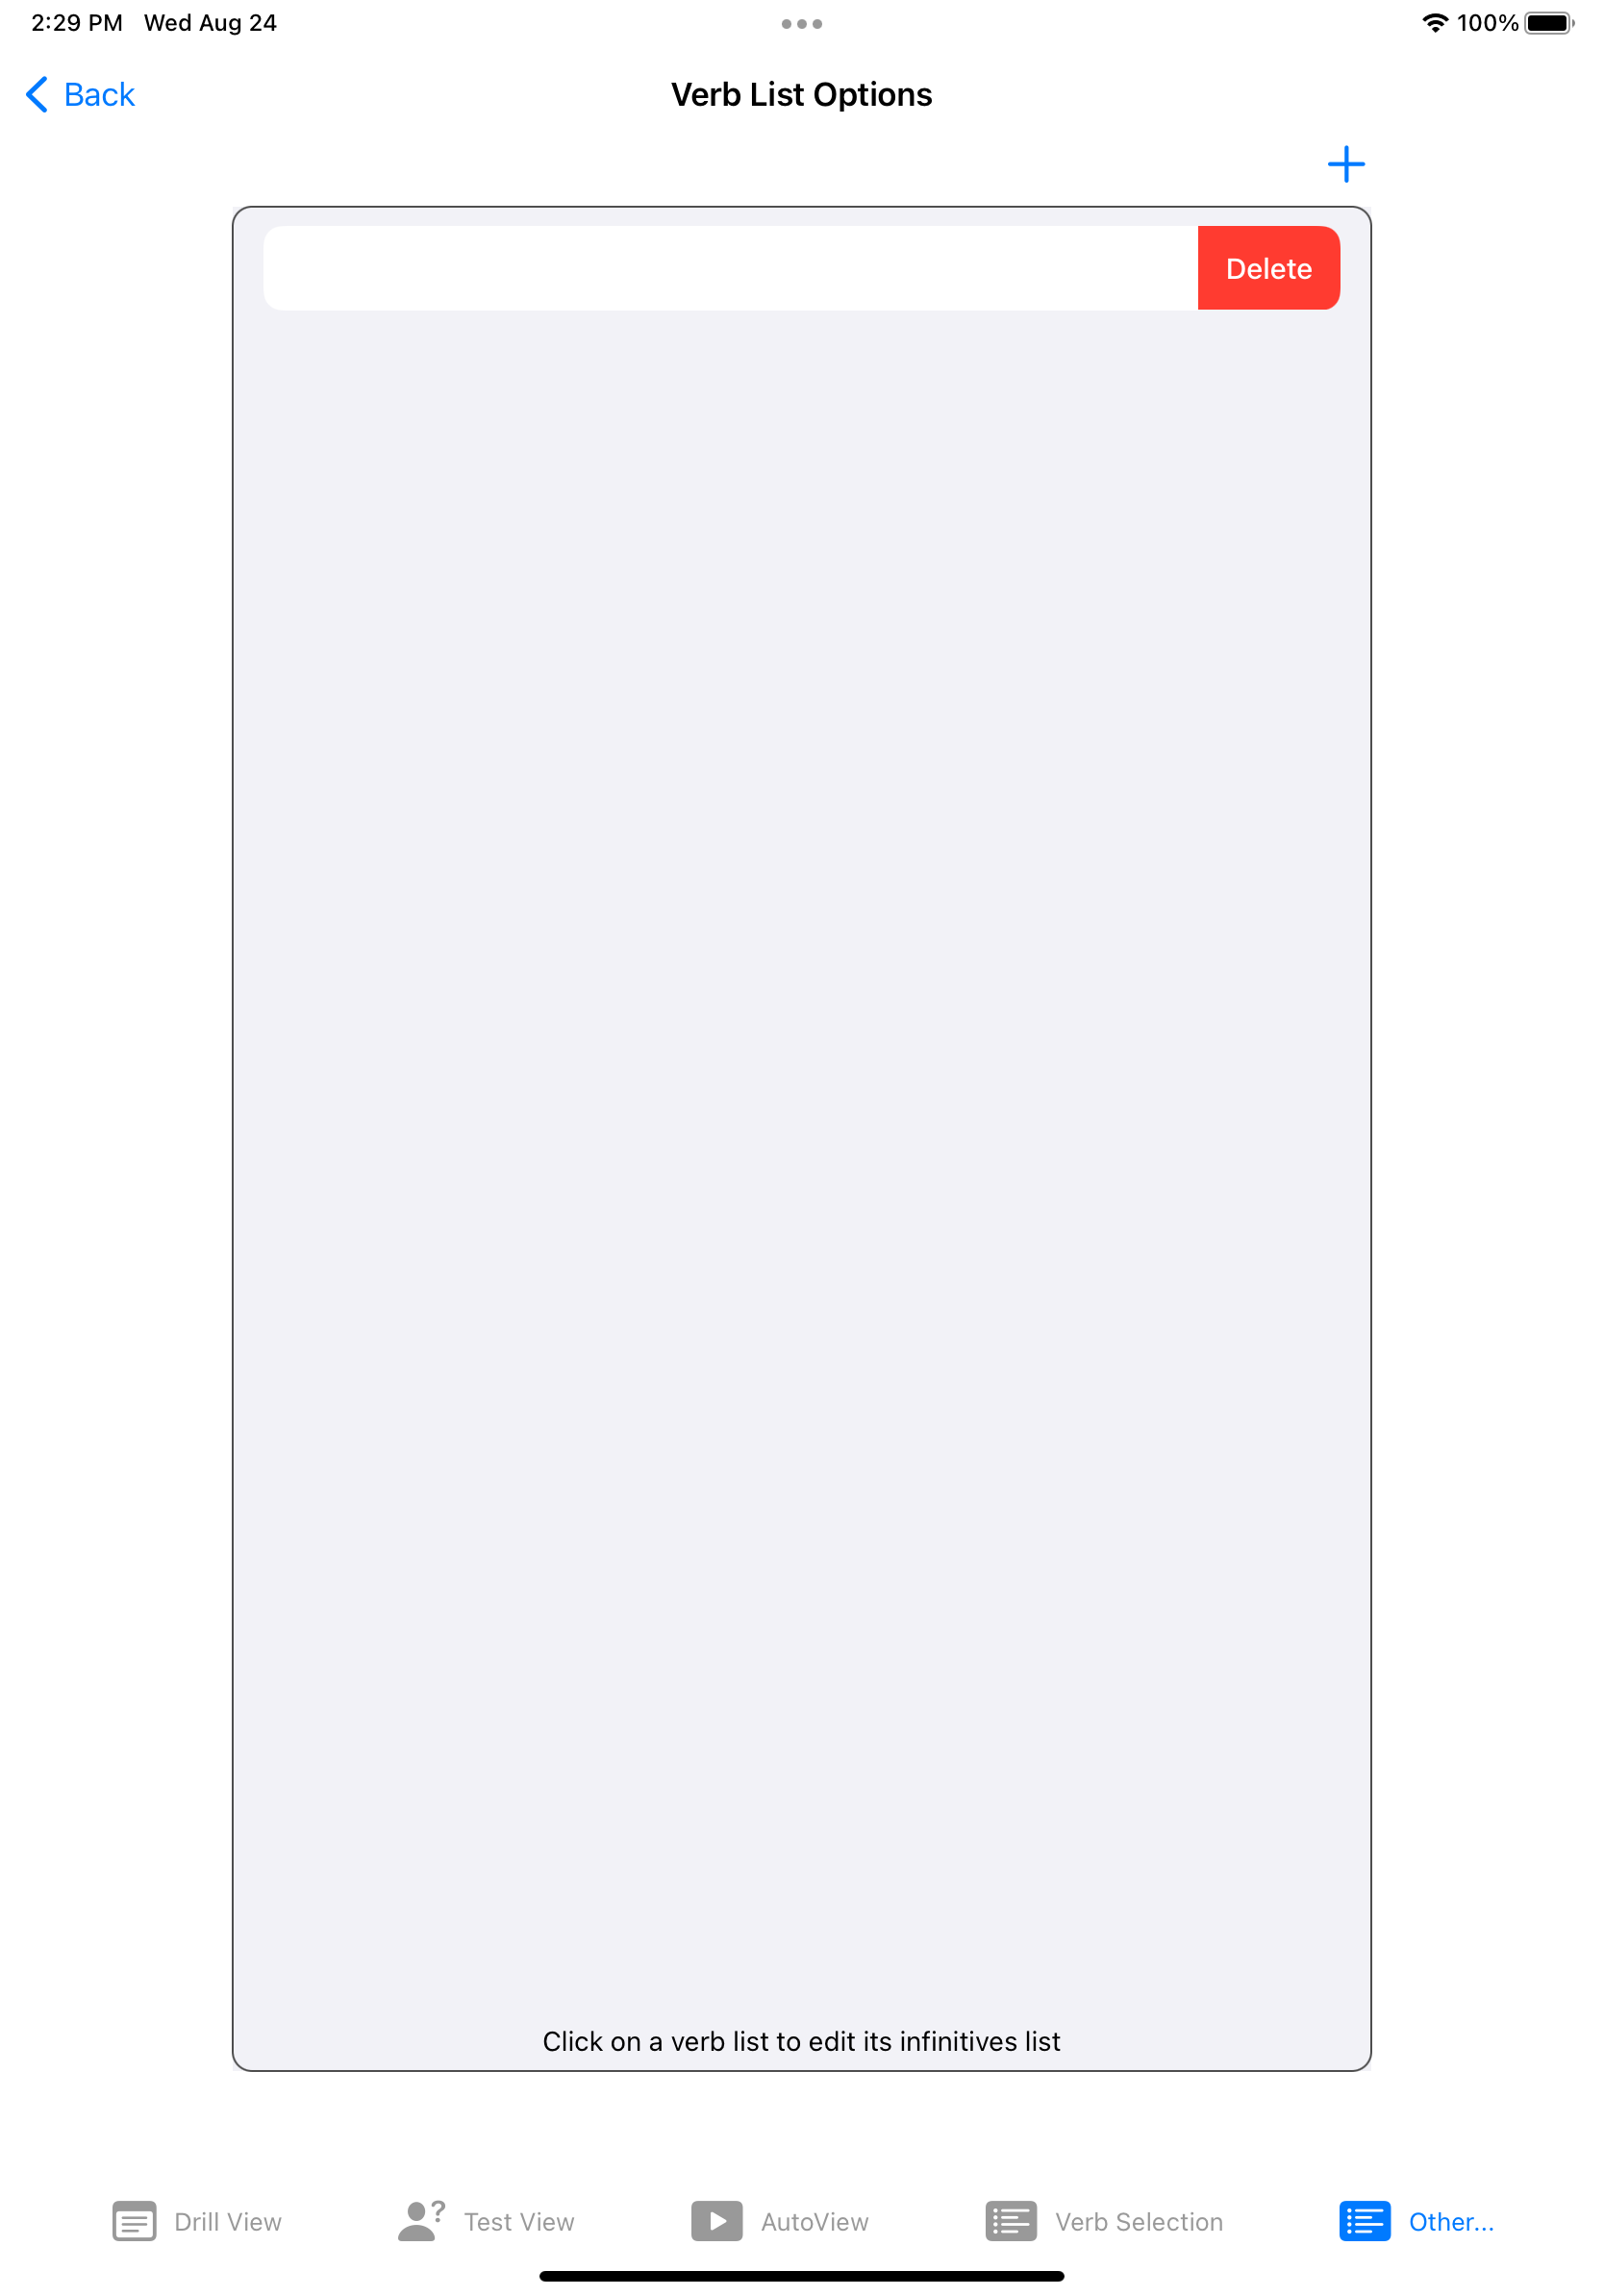 2:29 PM Wed Aug 24 100%
Back Verb List Options
Delete
Click on a verb list to edit its infinitives list
Drill View ? Test View AutoView Verb Selection Other...